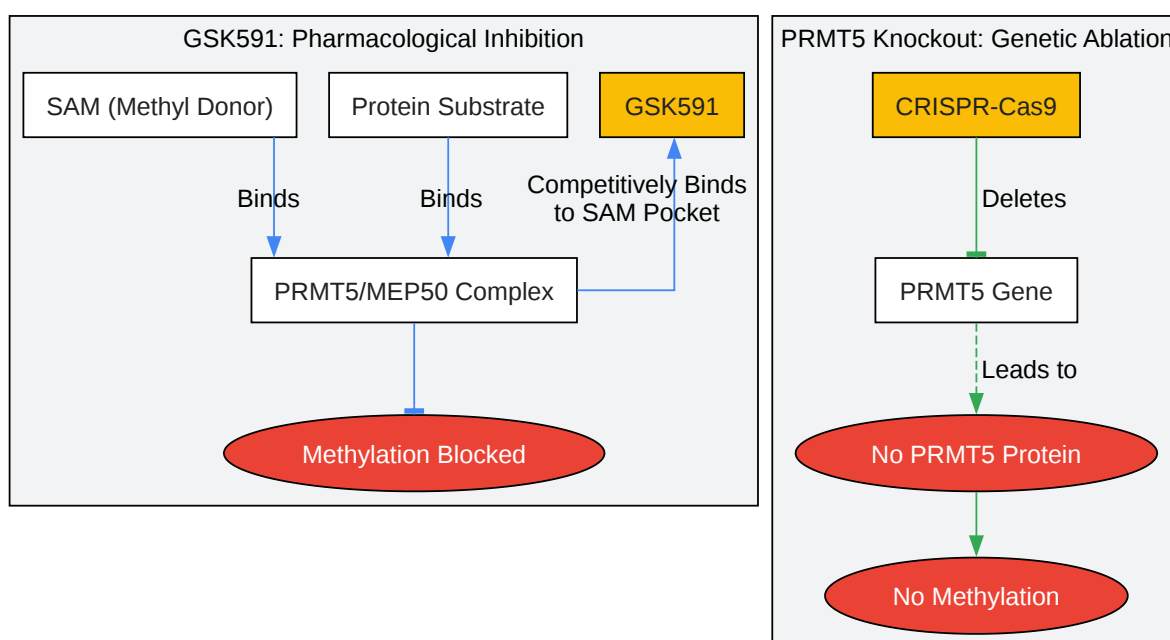 GSK591: Pharmacological Inhibition
SAM (Methyl Donor)
Protein Substrate
GSK591
Binds
Binds
Competitively Binds
to SAM Pocket
PRMT5/MEP50 Complex
Methylation Blocked
PRMT5 Knockout: Genetic Ablation
CRISPR-Cas9
Deletes
PRMT5 Gene
Leads to
No PRMT5 Protein
No Methylation